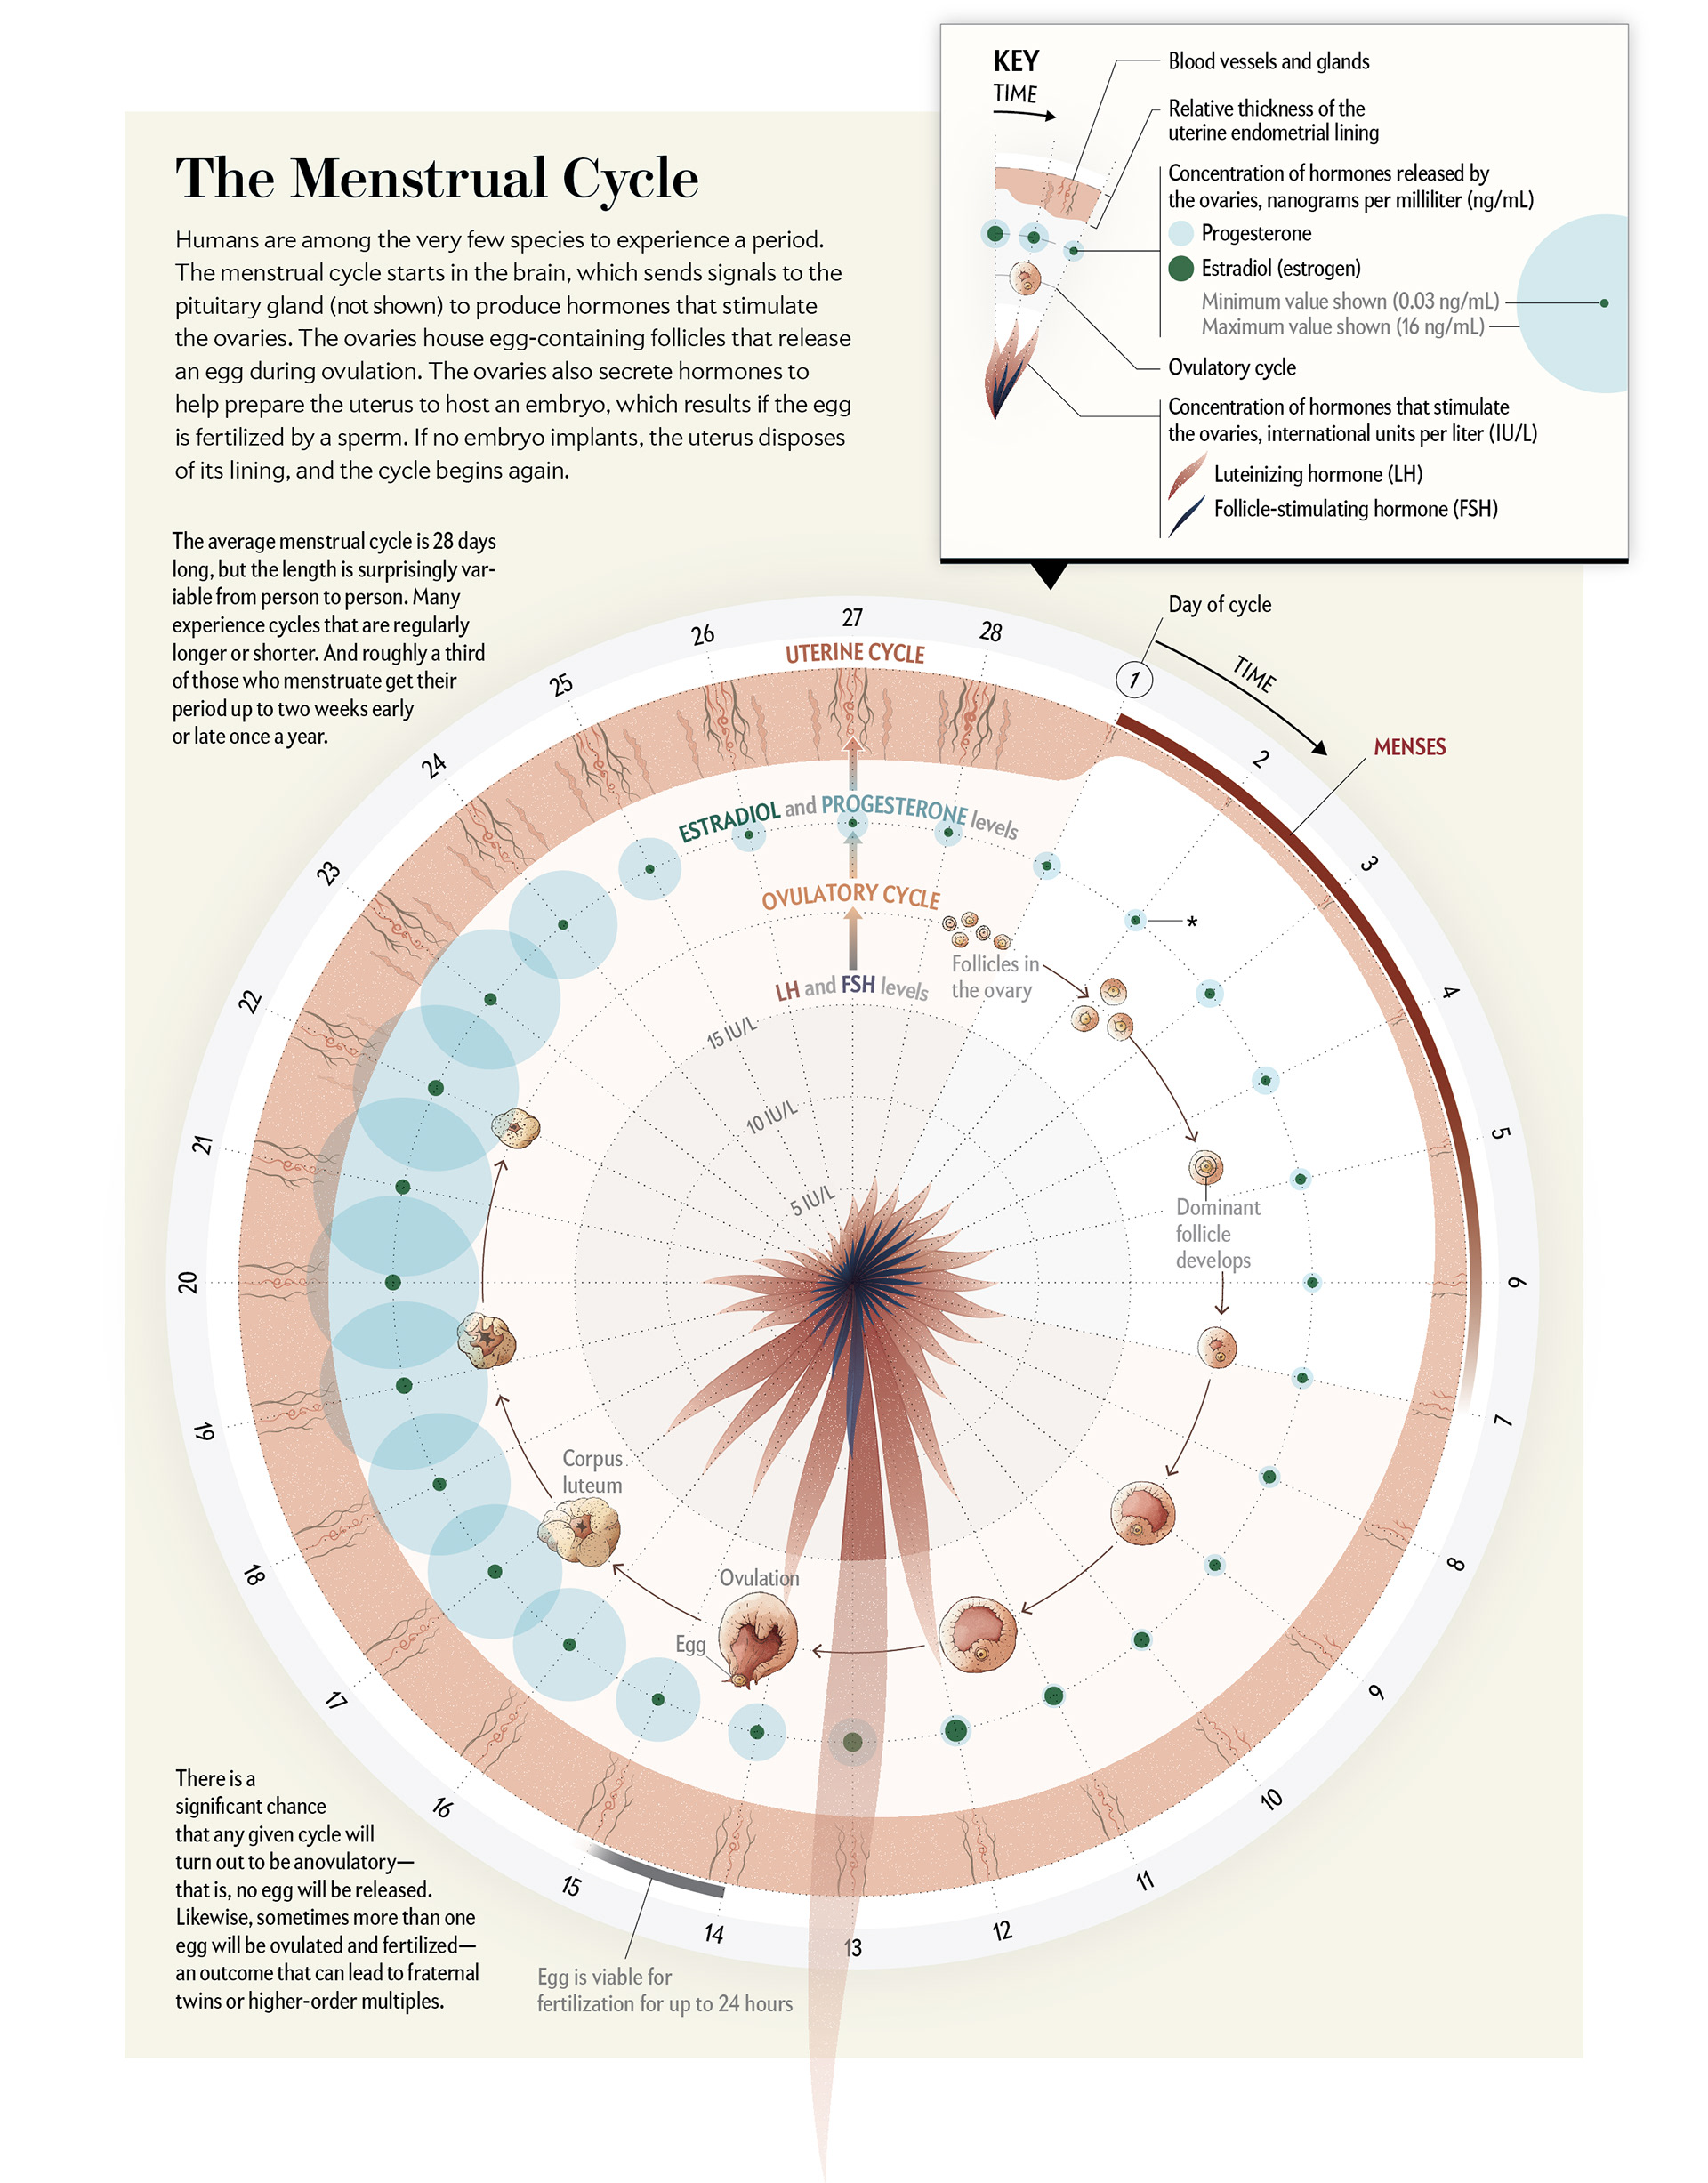 KEY
TIME
Blood vessels and glands
Relative thickness of the
uterine endometrial lining
Concentration of hormones released by
the ovaries, nanograms per milliliter (ng/mL)
Progesterone
Estradiol (estrogen)
Minimum value shown (0.03 ng/mL)
Maximum value shown (16 ng/mL)
Ovulatory cycle
Concentration of hormones that stimulate
the ovaries, international units per liter (IU/L)
Luteinizing hormone (LH)
Follicle-stimulating hormone (FSH)
The Menstrual Cycle
Humans are among the very few species to experience a period.
The menstrual cycle starts in the brain, which sends signals to the
pituitary gland (not shown) to produce hormones that stimulate
the ovaries. The ovaries house egg-containing follicles that release
an egg during ovulation. The ovaries also secrete hormones to
help prepare the uterus to host an embryo, which results if the egg
is fertilized by a sperm. If no embryo implants, the uterus disposes
of its lining, and the cycle begins again.
The average menstrual cycle is 28 days
long, but the length is surprisingly var-
iable from person to person. Many
experience cycles that are regularly
longer or shorter. And roughly a third
of those who menstruate get their
period up to two weeks early
or late once a year.
Day of cycle
TIME
MENSES
1
2
3
4
5
6
7
8
9
10
11
12
13
14
15
16
17
18
19
20
21
22
23
24
25
26
27
28
UTERINE CYCLE
ESTRADIOL and PROGESTERONE levels
OVULATORY CYCLE
LH and FSH levels
15 IU/L
10 IU/L
5 IU/L
*
Follicles in
the ovary
Dominant
follicle
develops
Ovulation
Egg
Corpus
luteum
Egg is viable for
fertilization for up to 24 hours
There is a
significant chance
that any given cycle will
turn out to be anovulatory—
that is, no egg will be released.
Likewise, sometimes more than one
egg will be ovulated and fertilized—
an outcome that can lead to fraternal
twins or higher-order multiples.